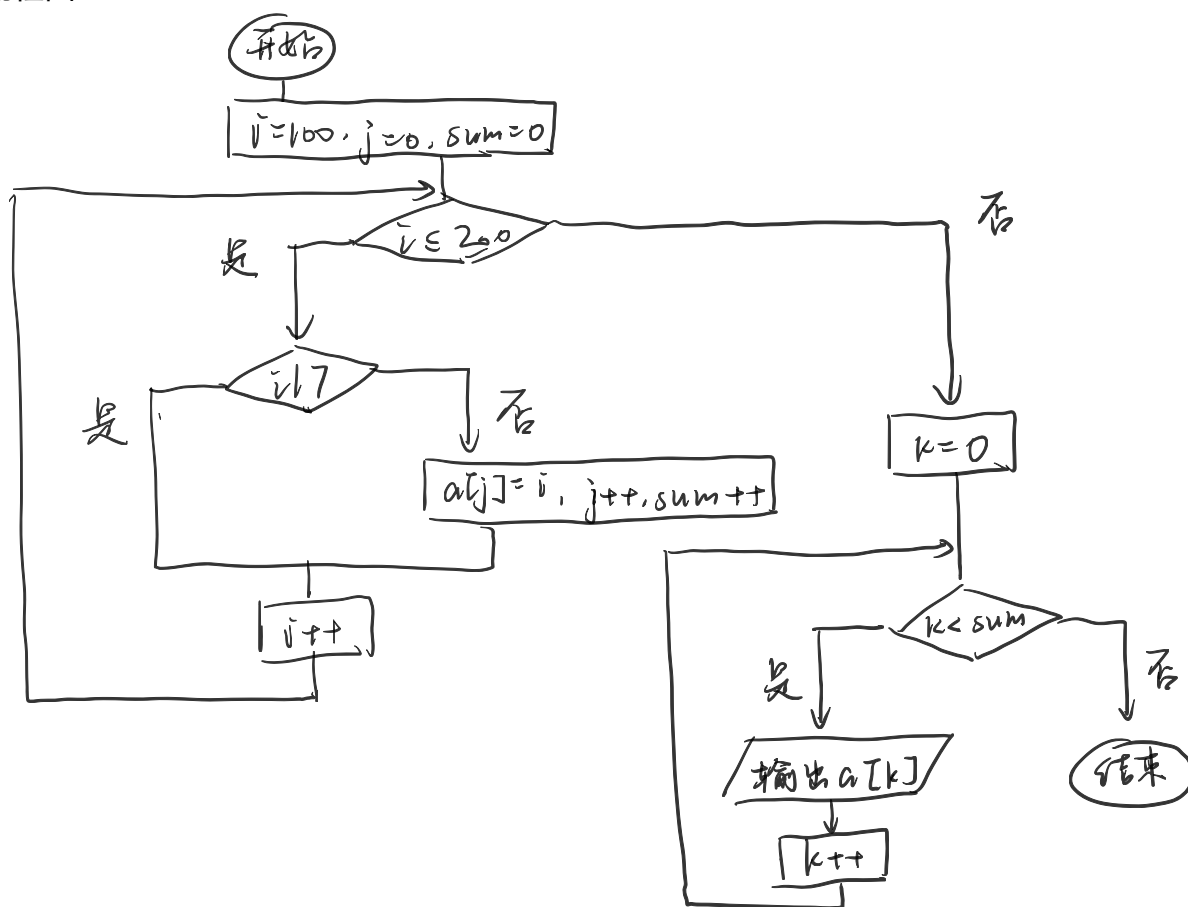 开始
i=100, j=0, sum=0
i≤200
是
否
i|7
是
否
a[j]=i, j++, sum++
i++
k=0
k<sum
是
否
输出a[k]
k++
结束